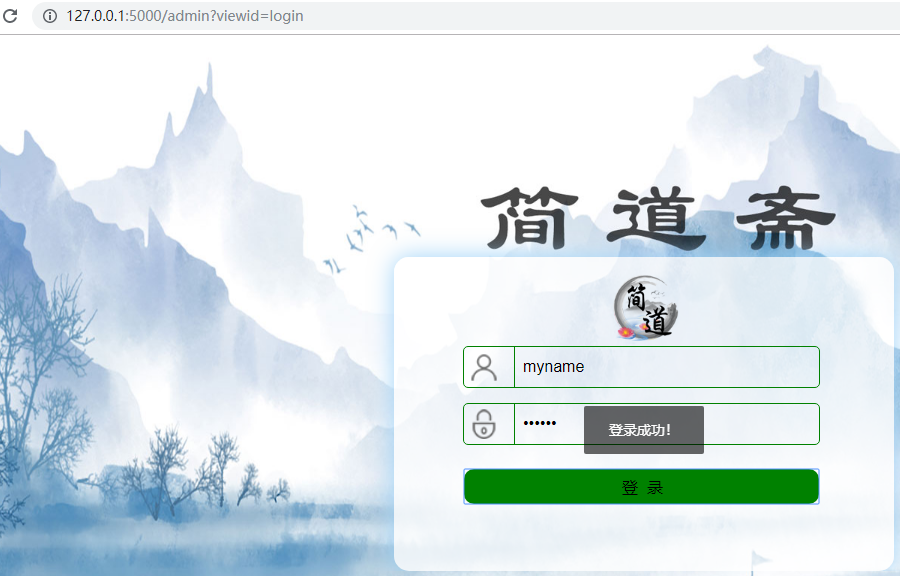 127.0.0.1:5000/admin?viewid=login
简道斋
简
道
myname
••••••
登录成功!
登 录